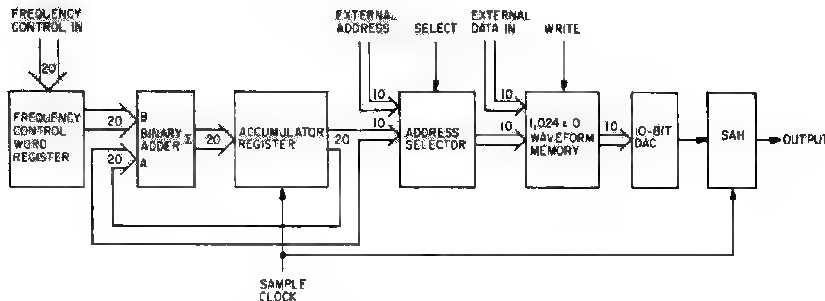 FREQUENCY
CONTROL IN
20
FREQUENCY
CONTROL
WORD
REGISTER
20
20
B
BINARY
ADDER Σ
A
20
ACCUMULATOR
REGISTER
20
EXTERNAL
ADDRESS
SELECT
10
10
10
ADDRESS
SELECTOR
10
EXTERNAL
DATA IN
WRITE
10
1,024 x 10
WAVEFORM
MEMORY
10
10-BIT
DAC
SAH
OUTPUT
SAMPLE
CLOCK